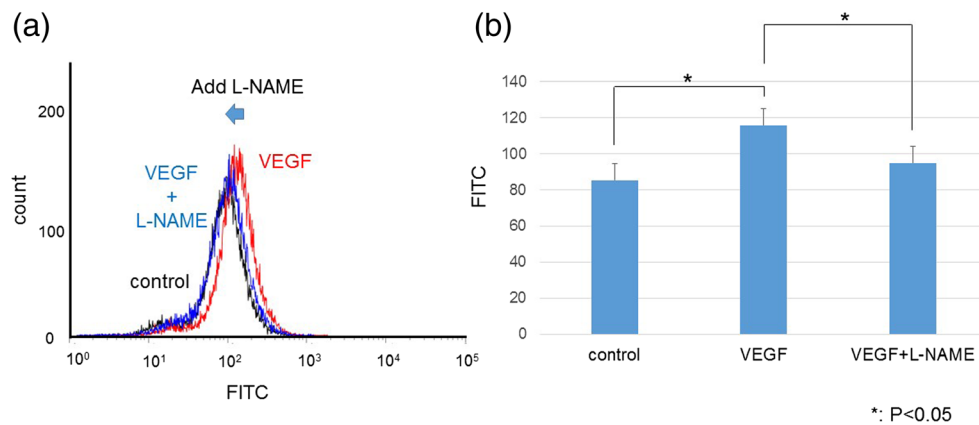 (a)
(b)
Add L-NAME
VEGF
VEGF
+
L-NAME
control
count
200
100
0
10⁰ 10¹ 10² 10³ 10⁴ 10⁵
FITC
*
*
FITC
140
120
100
80
60
40
20
0
control VEGF VEGF+L-NAME
*: P<0.05